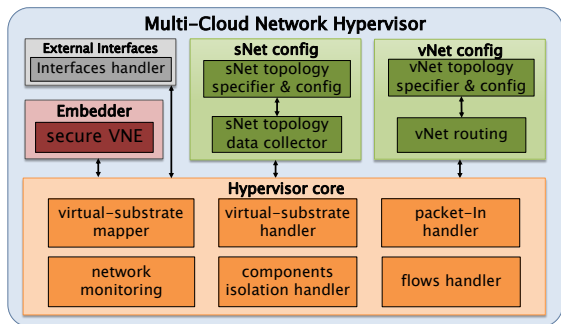 Multi-Cloud Network Hypervisor
External Interfaces
Interfaces handler
Embedder
secure VNE
sNet config
sNet topology
specifier & config
sNet topology
data collector
vNet config
vNet topology
specifier & config
vNet routing
Hypervisor core
virtual-substrate
mapper
virtual-substrate
handler
packet-In
handler
network
monitoring
components
isolation handler
flows handler